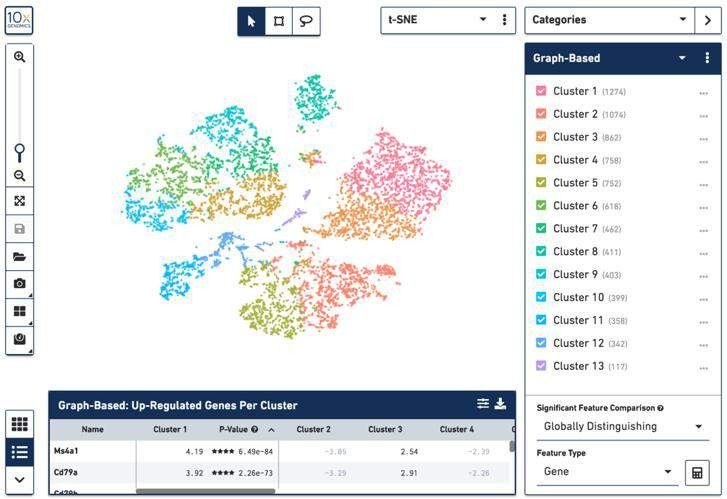 10x
GENOMICS
t-SNE
Categories
Graph-Based
Cluster 1 (1274)
Cluster 2 (1074)
Cluster 3 (862)
Cluster 4 (758)
Cluster 5 (752)
Cluster 6 (618)
Cluster 7 (462)
Cluster 8 (411)
Cluster 9 (403)
Cluster 10 (399)
Cluster 11 (358)
Cluster 12 (342)
Cluster 13 (117)
Graph-Based: Up-Regulated Genes Per Cluster
Name Cluster 1 P-Value Cluster 2 Cluster 3 Cluster 4
Ms4a1 4.19 **** 6.49e-84 -3.05 2.54 -2.39
Cd79a 3.92 **** 2.26e-73 -3.29 2.91 -2.26
Cd79b
Significant Feature Comparison
Globally Distinguishing
Feature Type
Gene